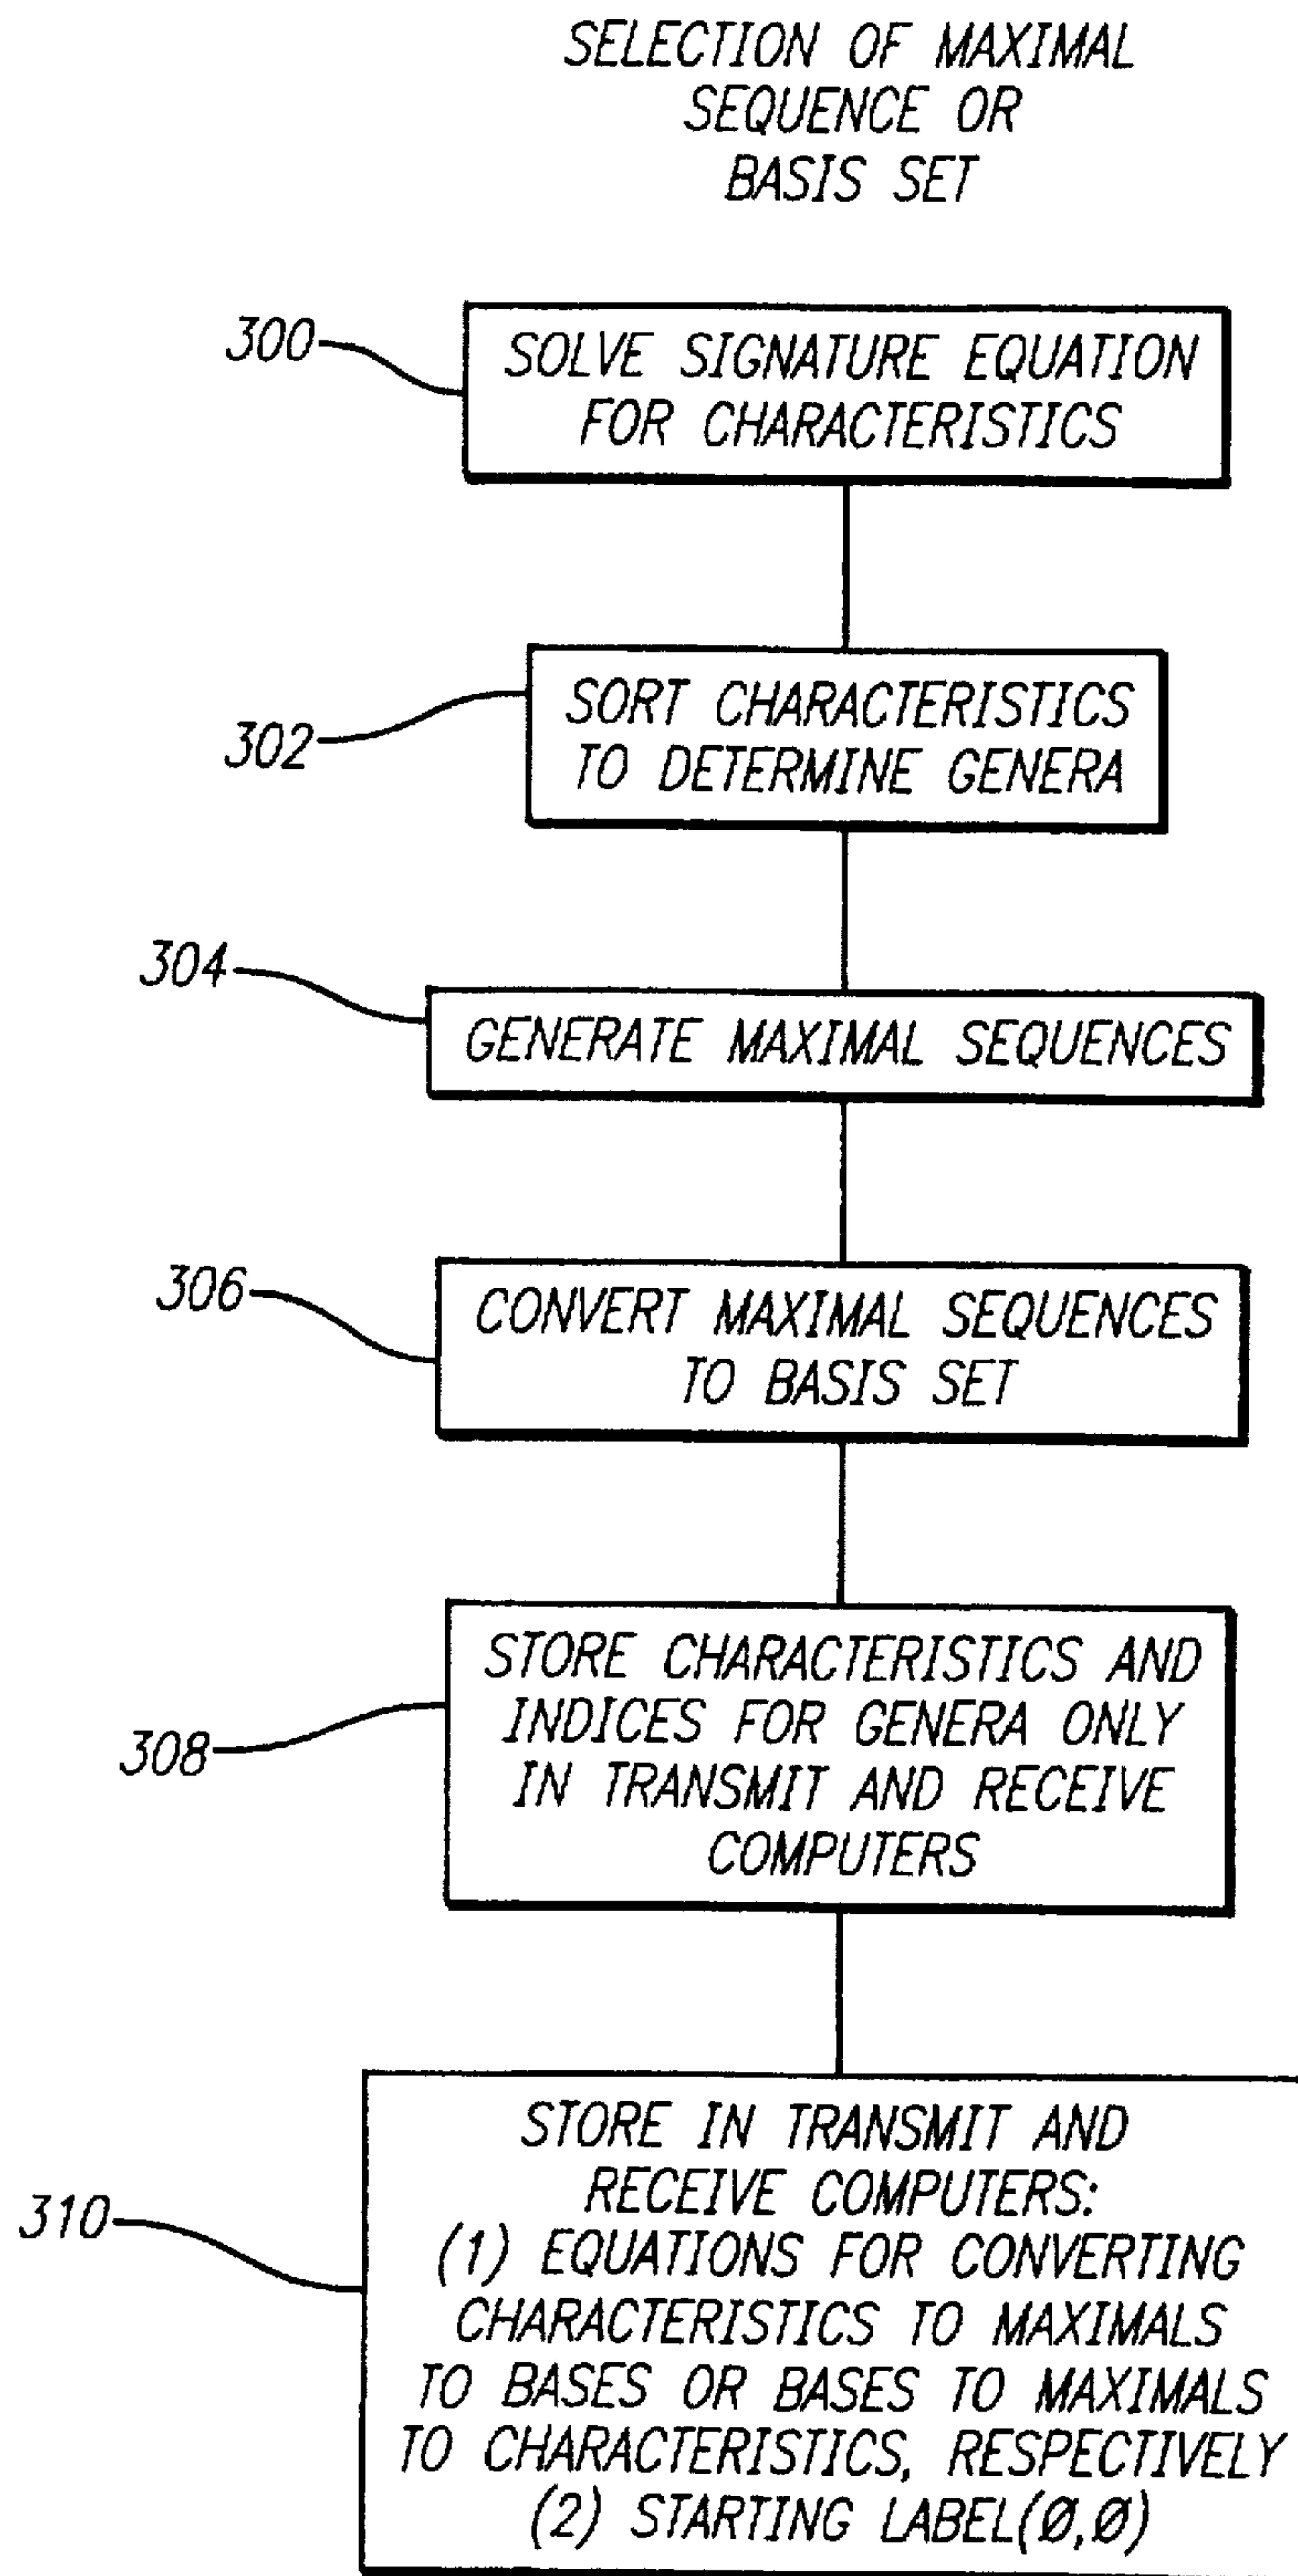 SELECTION OF MAXIMAL
SEQUENCE OR
BASIS SET
300
SOLVE SIGNATURE EQUATION
FOR CHARACTERISTICS
302
SORT CHARACTERISTICS
TO DETERMINE GENERA
304
GENERATE MAXIMAL SEQUENCES
306
CONVERT MAXIMAL SEQUENCES
TO BASIS SET
308
STORE CHARACTERISTICS AND
INDICES FOR GENERA ONLY
IN TRANSMIT AND RECEIVE
COMPUTERS
310
STORE IN TRANSMIT AND
RECEIVE COMPUTERS:
(1) EQUATIONS FOR CONVERTING
CHARACTERISTICS TO MAXIMALS
TO BASES OR BASES TO MAXIMALS
TO CHARACTERISTICS, RESPECTIVELY
(2) STARTING LABEL(Ø,Ø)